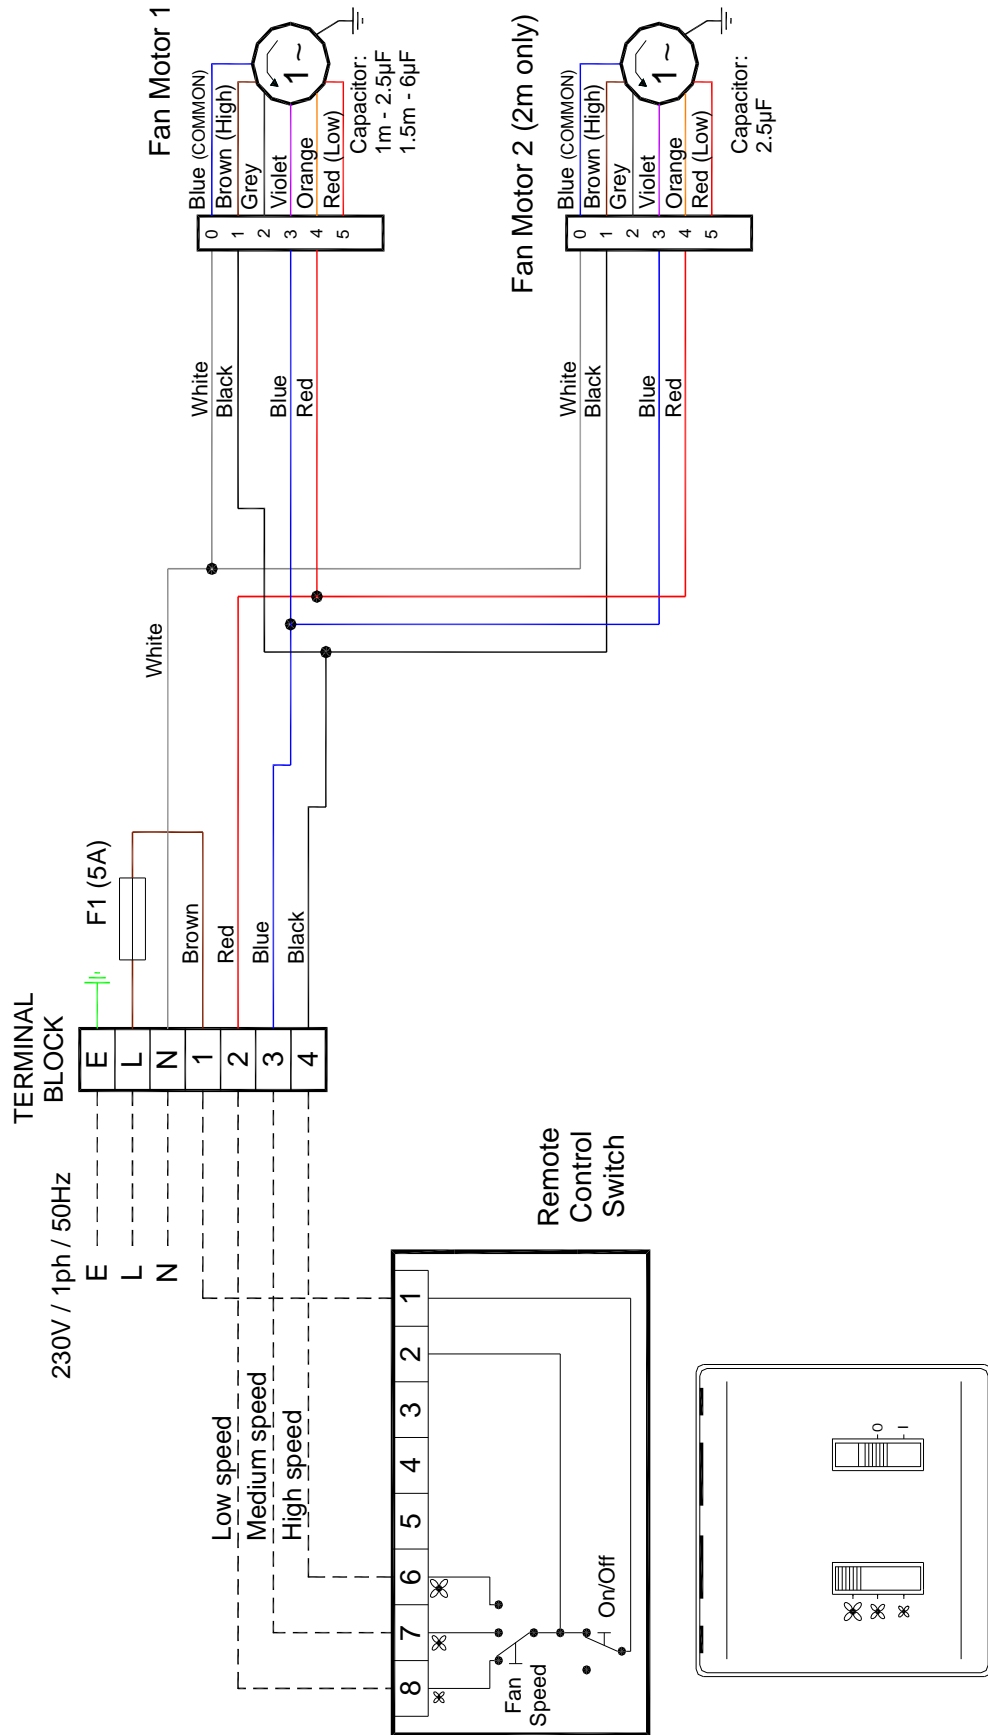 Fan Motor 1
Blue (COMMON)
Brown (High)
Grey
Violet
Orange
Red (Low)
Capacitor:
1m - 2.5µF
1.5m - 6µF
1 ~
0
1
2
3
4
5
White
Black
Blue
Red
Fan Motor 2 (2m only)
Blue (COMMON)
Brown (High)
Grey
Violet
Orange
Red (Low)
Capacitor:
2.5µF
1 ~
0
1
2
3
4
5
White
Black
Blue
Red
White
F1 (5A)
Brown
Red
Blue
Black
TERMINAL
BLOCK
E
L
N
1
2
3
4
230V / 1ph / 50Hz
E
L
N
Low speed
Medium speed
High speed
Remote
Control
Switch
8
7
6
5
4
3
2
1
Fan
Speed
On/Off
0
I